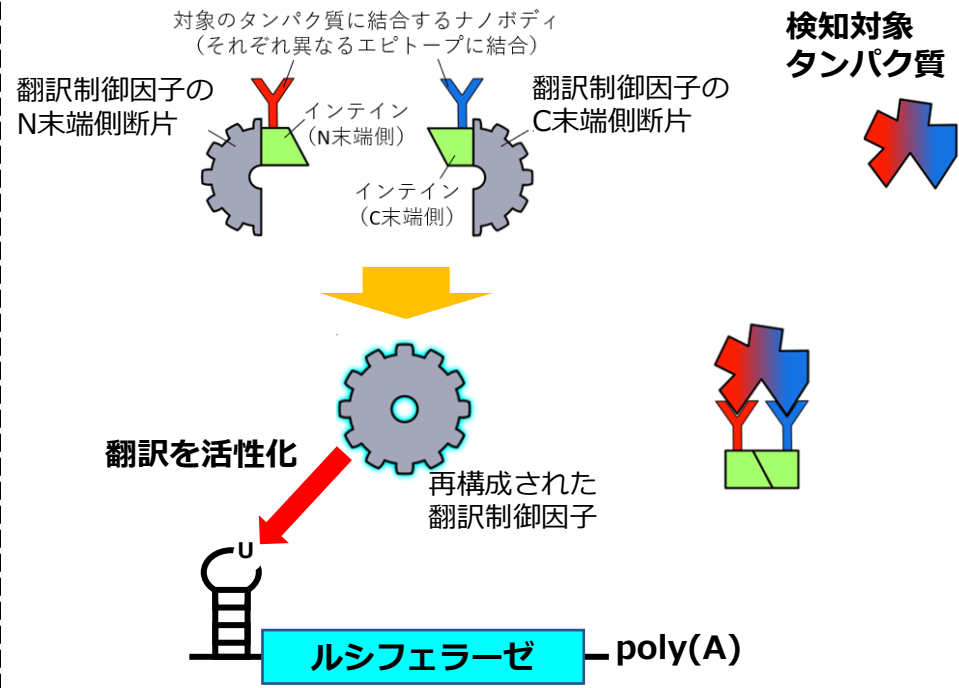 対象のタンパク質に結合するナノボディ
（それぞれ異なるエピトープに結合）
検知対象
タンパク質
翻訳制御因子の
N末端側断片
インテイン
（N末端側）
翻訳制御因子の
C末端側断片
インテイン
（C末端側）
翻訳を活性化
再構成された
翻訳制御因子
U
ルシフェラーゼ
poly(A)